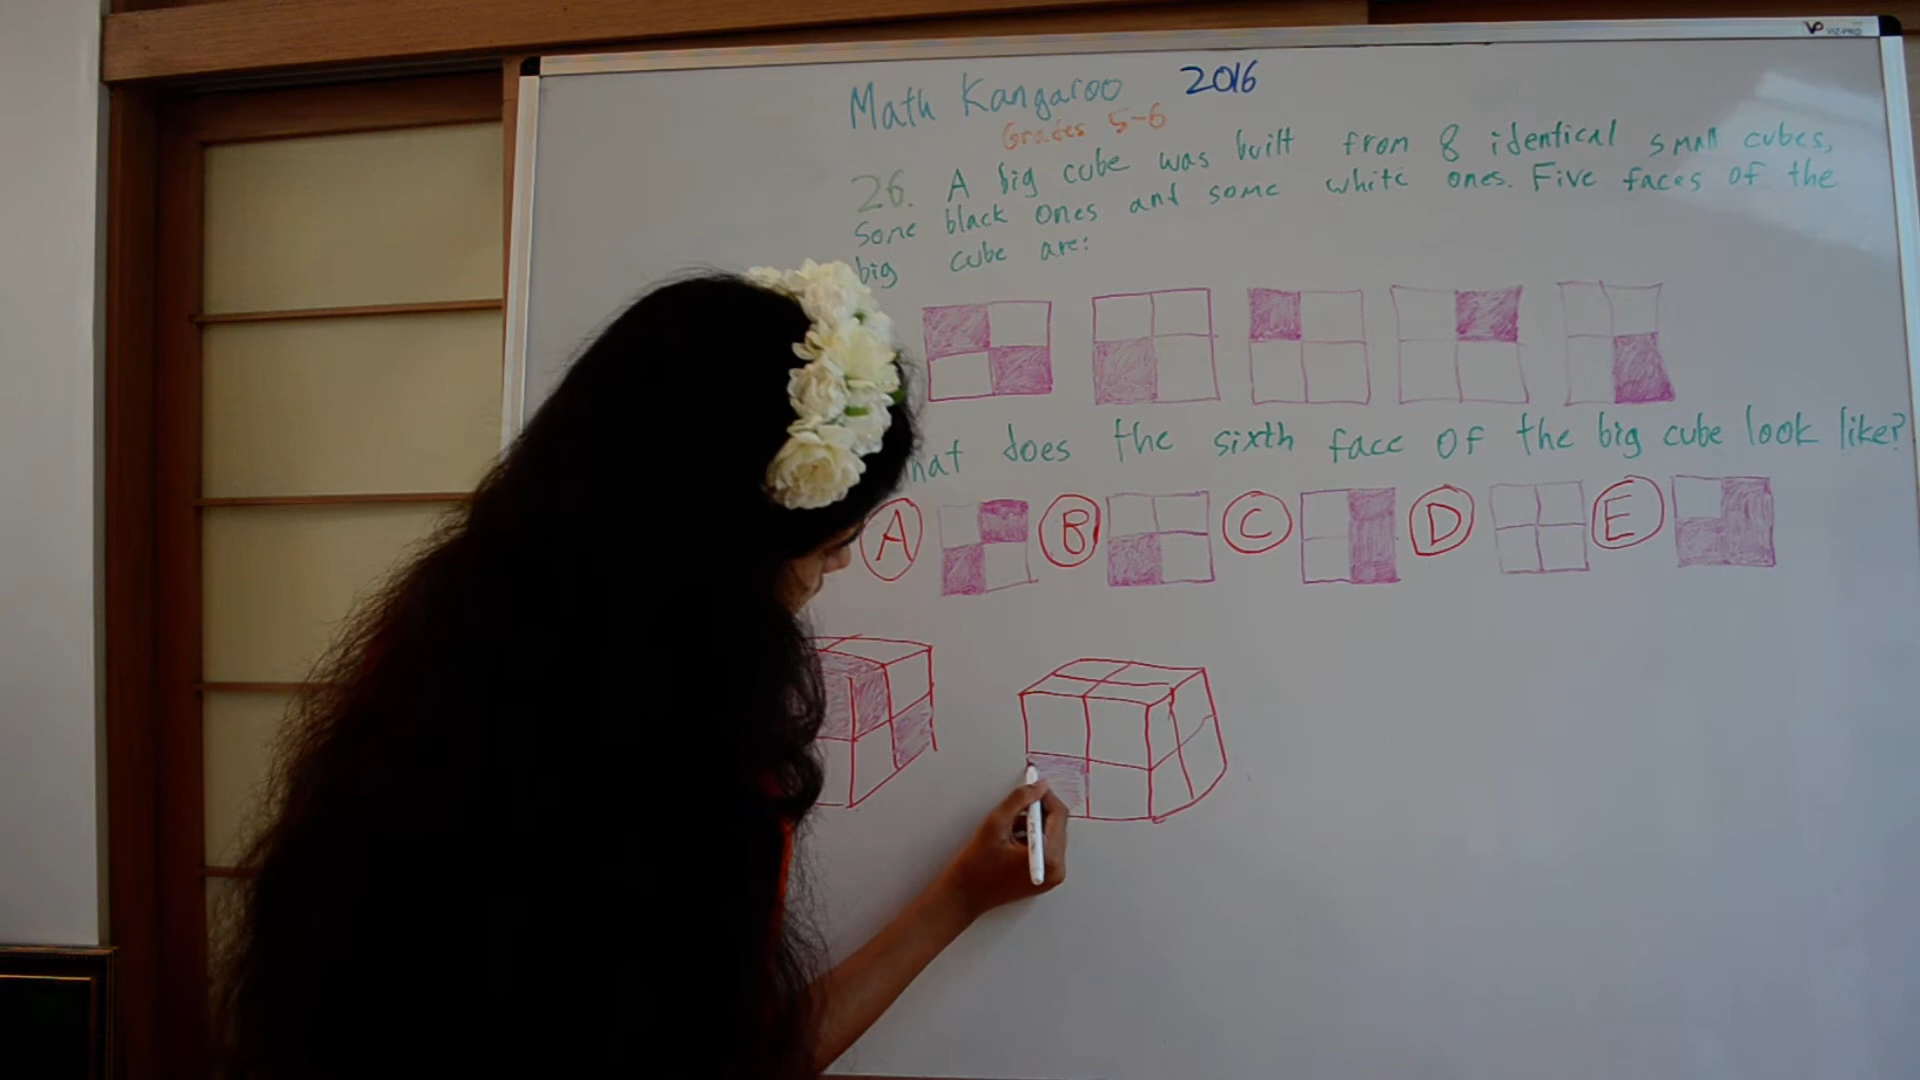 VIZ-PRO
Math Kangaroo 2016
Grades 5-6
26. A big cube was built from 8 identical small cubes,
some black ones and some white ones. Five faces of the
big cube are:
does the sixth face of the big cube look like?
A B C D E